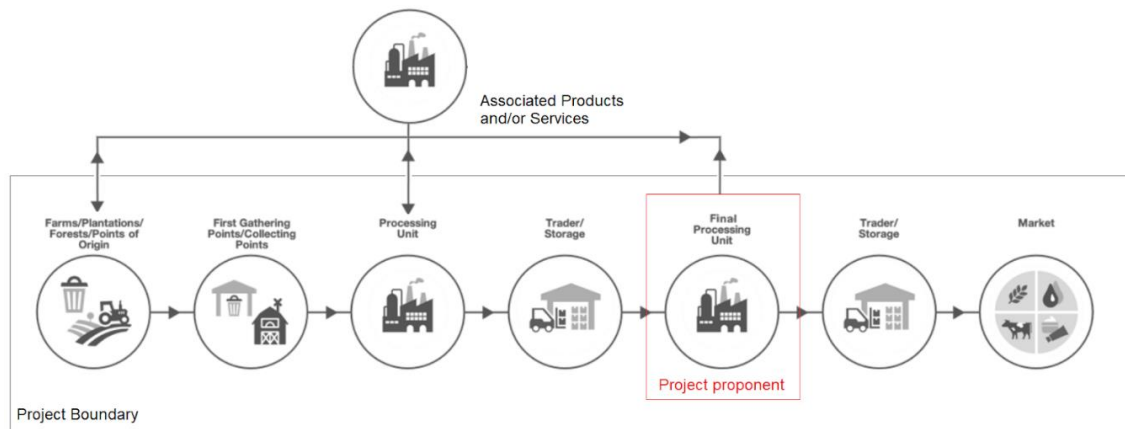 Associated Products
and/or Services
Farms/Plantations/
Forests/Points of
Origin
First Gathering
Points/Collecting
Points
Processing
Unit
Trader/
Storage
Final
Processing
Unit
Trader/
Storage
Market
Project proponent
Project Boundary